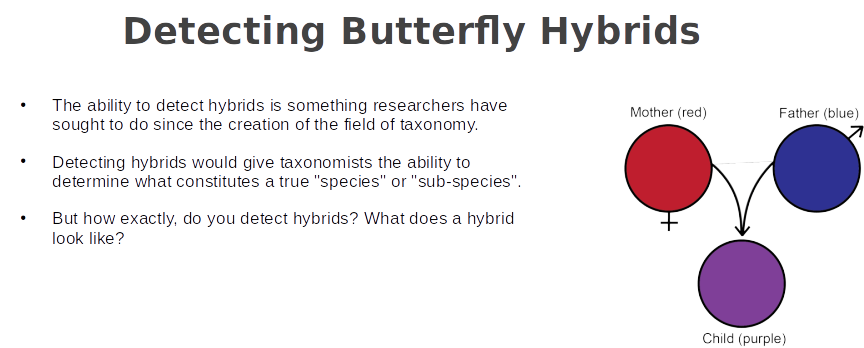 Detecting Butterfly Hybrids
• The ability to detect hybrids is something researchers have
sought to do since the creation of the field of taxonomy.
• Detecting hybrids would give taxonomists the ability to
determine what constitutes a true "species" or "sub-species".
• But how exactly, do you detect hybrids? What does a hybrid
look like?
Mother (red)
Father (blue)
Child (purple)